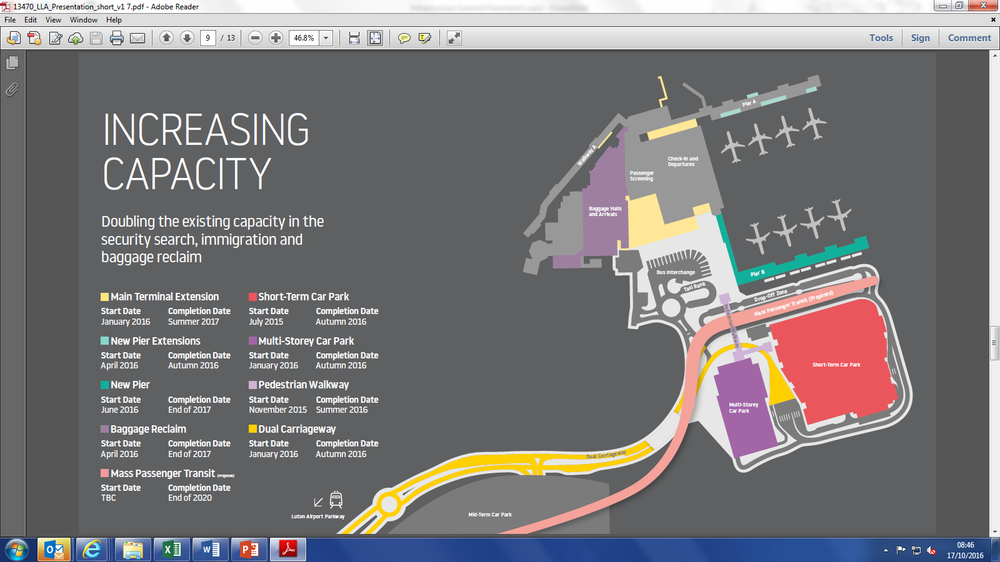 13470_LLA_Presentation_short_v1 7.pdf - Adobe Reader
File Edit View Window Help
9 / 13 46.8% Tools Sign Comment
INCREASING
CAPACITY
Doubling the existing capacity in the
security search, immigration and
baggage reclaim
Main Terminal Extension
Start Date Completion Date
January 2016 Summer 2017
New Pier Extensions
Start Date Completion Date
April 2016 Autumn 2016
New Pier
Start Date Completion Date
June 2016 End of 2017
Baggage Reclaim
Start Date Completion Date
April 2016 End of 2017
Mass Passenger Transit (Proposed)
Start Date Completion Date
TBC End of 2020
Short-Term Car Park
Start Date Completion Date
July 2015 Autumn 2016
Multi-Storey Car Park
Start Date Completion Date
January 2016 Autumn 2016
Pedestrian Walkway
Start Date Completion Date
November 2015 Summer 2016
Dual Carriageway
Start Date Completion Date
January 2016 Autumn 2016
Pier A
Walkway A
Check-in and
Departures
Passenger
Screening
Baggage Halls
and Arrivals
Bus Interchange
Taxi Rank
Pier B
Drop-Off Zone
Mass Passenger Transit (Proposed)
Pedestrian Walkway
Short-Term Car Park
Multi-Storey
Car Park
Dual Carriageway
Luton Airport Parkway
Mid-Term Car Park
08:46
17/10/2016